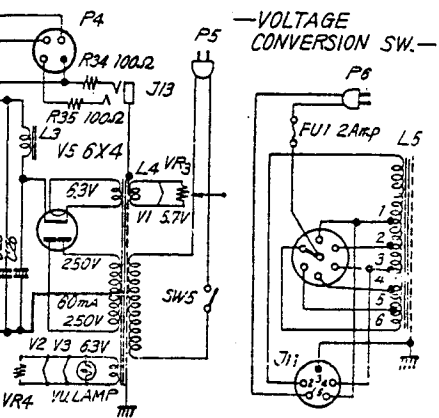 P4
P5
—VOLTAGE
CONVERSION SW.—
R34 100Ω
J13
P6
R35 100Ω
FU1 2Amp
L3
V5 6X4
L4 VR3
L5
6.3V
V1 5.7V
1
2
3
4
5
6
250V
60mA
250V
SW5
V2 V3 6.3V
J11
VR4
VU LAMP